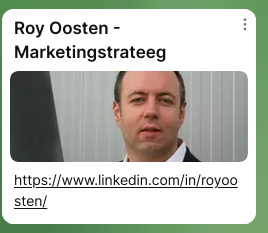 Roy Oosten -
Marketingstrateeg
https://www.linkedin.com/in/royoo
sten/